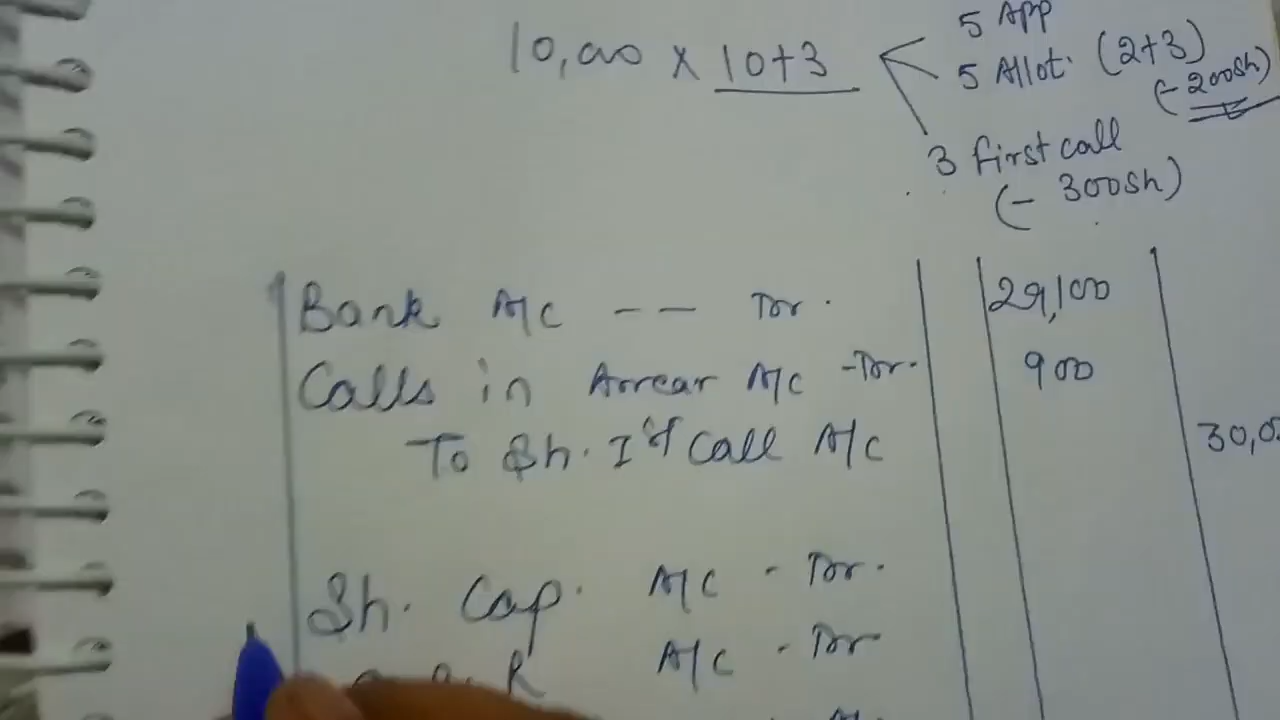 10,000 × 10+3
5 App
5 Allot. (2+3)
(-200sh)
3 first call
(- 300sh)
Bank A/c -- Dr. 29,100
Calls in Arrear A/c -Dr. 900
To Sh. Ist Call A/c 30,0
Sh. Cap. A/c - Dr.
R A/c - Dr